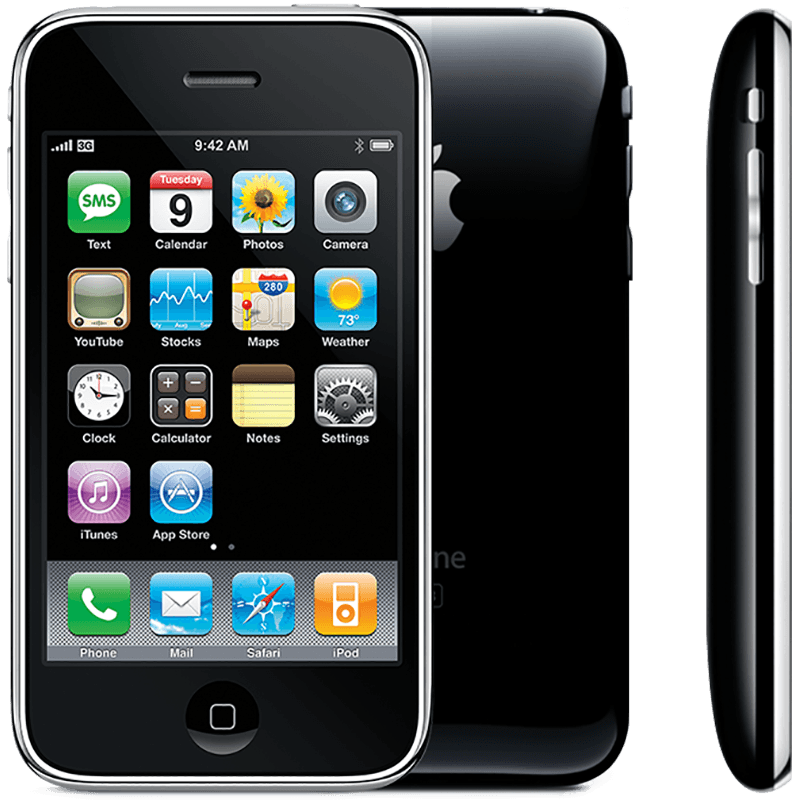 3G 9:42 AM
SMS
Tuesday
9
280
Text Calendar Photos Camera
73°
YouTube Stocks Maps Weather
Clock Calculator Notes Settings
iTunes App Store
ne
Phone Mail Safari iPod